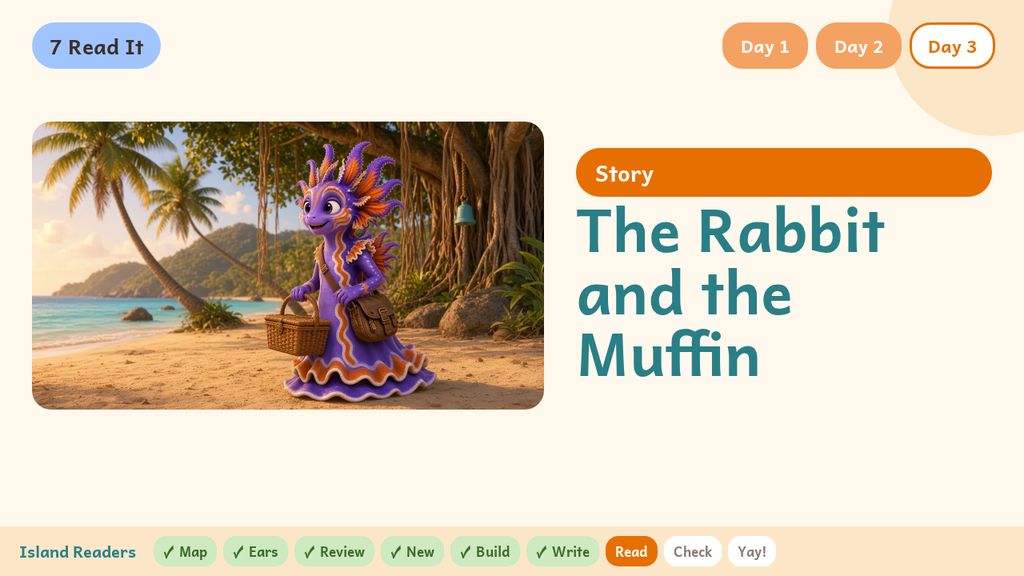 7 Read It
Day 1
Day 2
Day 3
Story
The Rabbit
and the
Muffin
Island Readers
✓ Map
✓ Ears
✓ Review
✓ New
✓ Build
✓ Write
Read
Check
Yay!